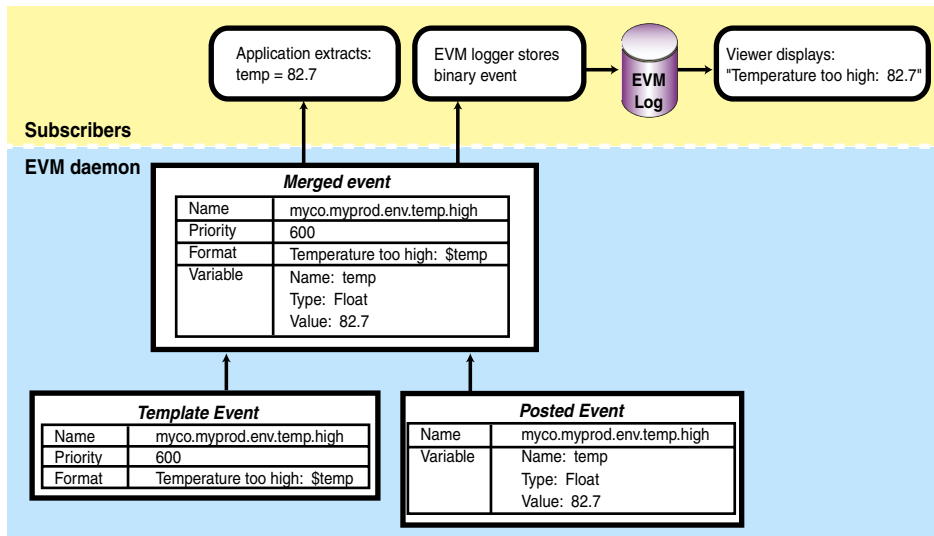 Application extracts:
temp = 82.7
EVM logger stores
binary event
EVM
Log
Viewer displays:
"Temperature too high: 82.7"
Subscribers
EVM daemon
Merged event
Name myco.myprod.env.temp.high
Priority 600
Format Temperature too high: $temp
Variable Name: temp
Type: Float
Value: 82.7
Template Event
Name myco.myprod.env.temp.high
Priority 600
Format Temperature too high: $temp
Posted Event
Name myco.myprod.env.temp.high
Variable Name: temp
Type: Float
Value: 82.7